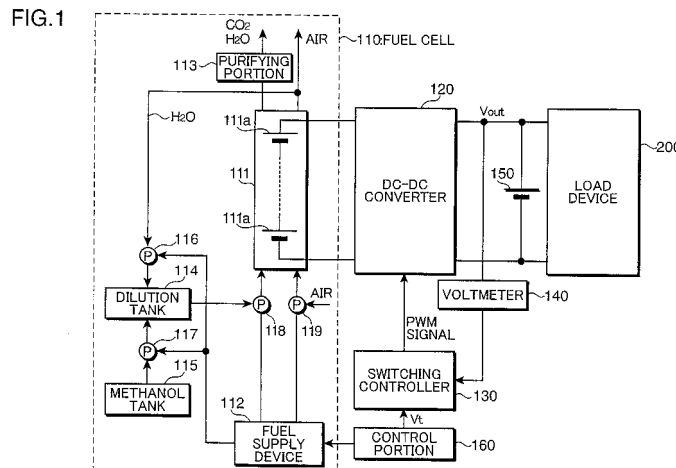 FIG.1
CO2
H2O
AIR
110:FUEL CELL
113
PURIFYING
PORTION
H2O
111a
111
111a
120
DC-DC
CONVERTER
Vout
150
200
LOAD
DEVICE
P
116
114
DILUTION
TANK
P
118
P
119
AIR
P
117
115
METHANOL
TANK
112
FUEL
SUPPLY
DEVICE
VOLTMETER
140
PWM
SIGNAL
SWITCHING
CONTROLLER
130
Vt
CONTROL
PORTION
160